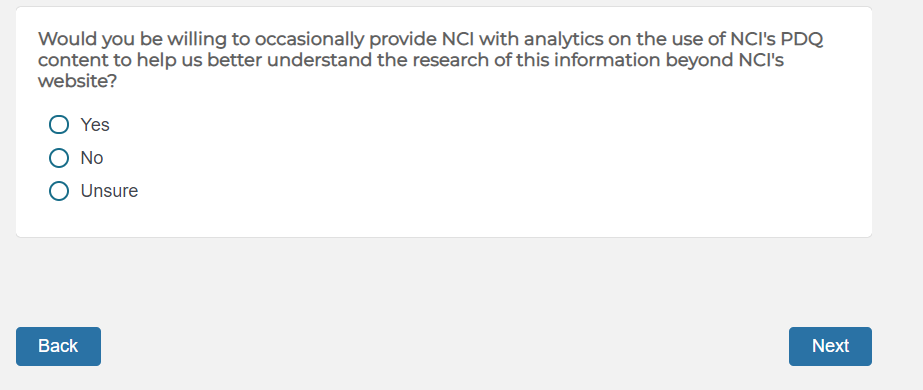 Would you be willing to occasionally provide NCI with analytics on the use of NCI's PDQ
content to help us better understand the research of this information beyond NCI's
website?
Yes
No
Unsure
Back
Next